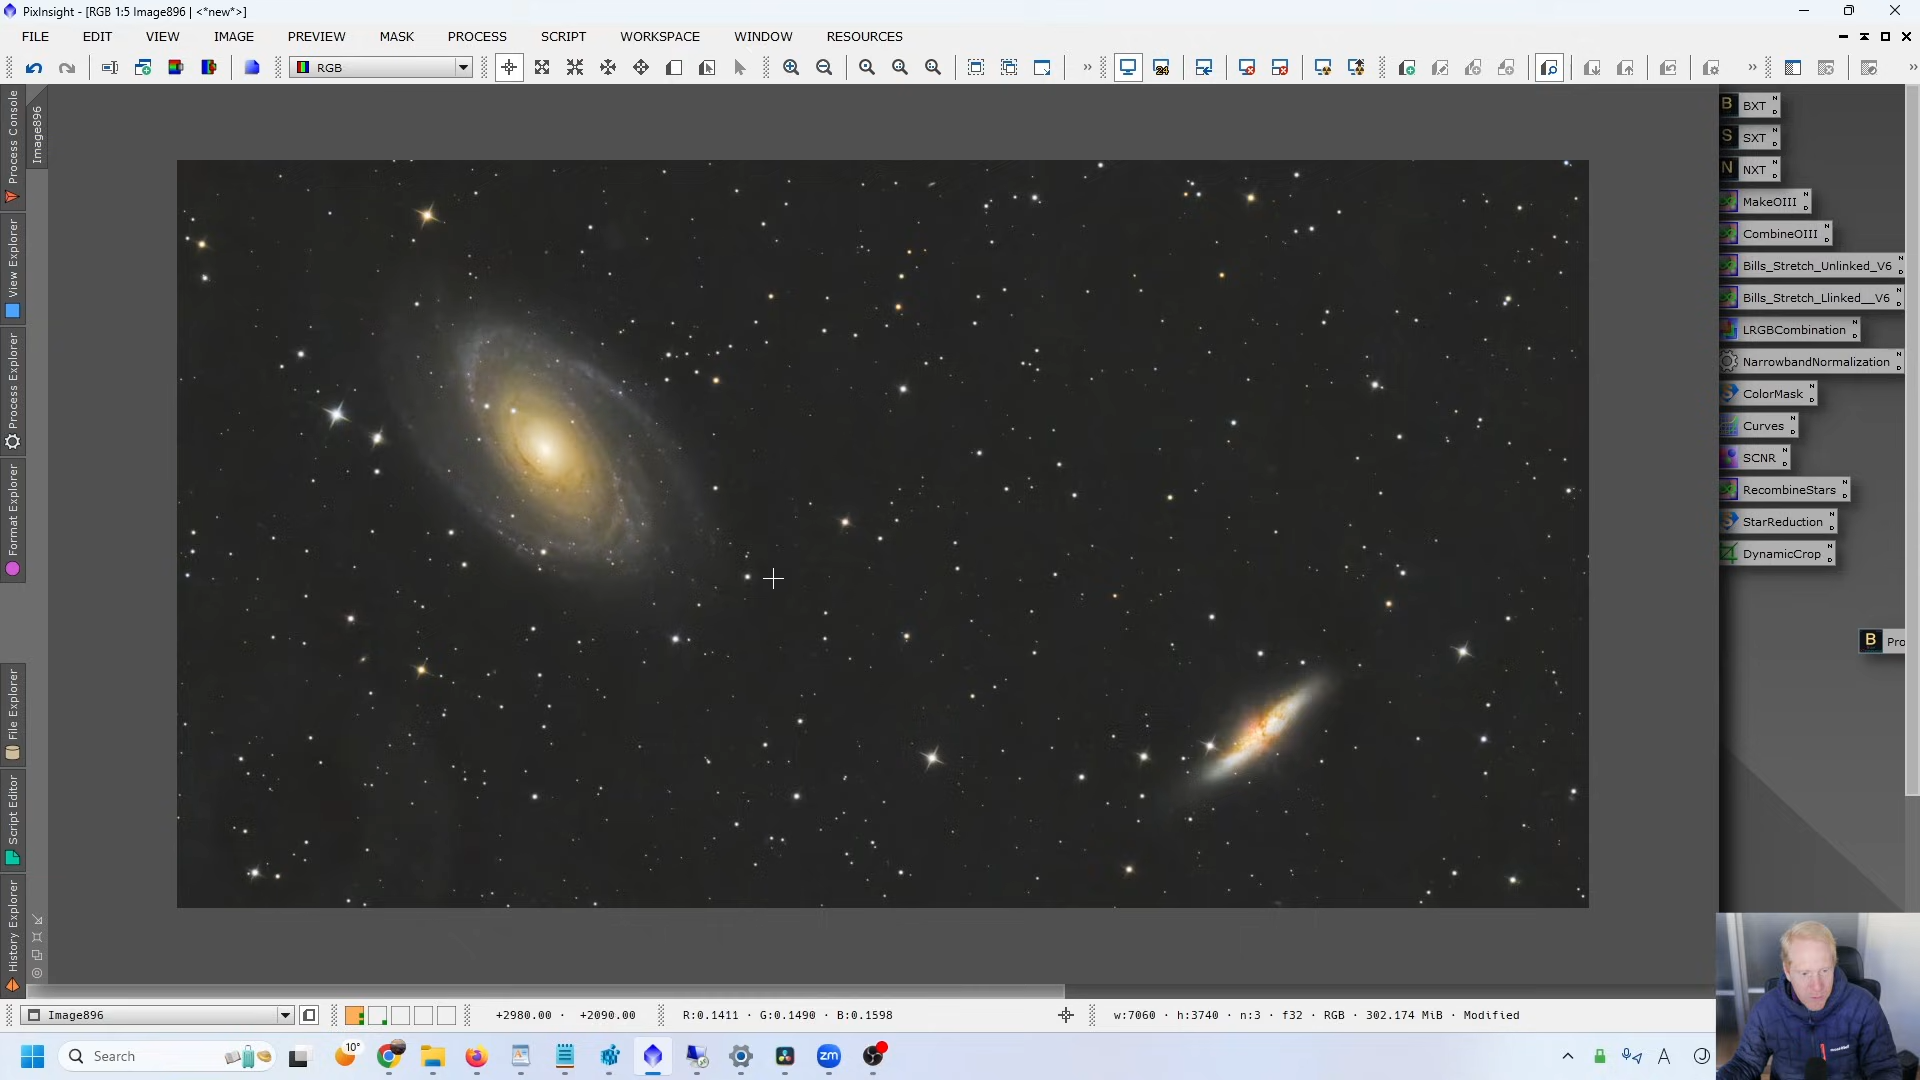 PixInsight - [RGB 1:5 Image896 | <*new*>]
FILE EDIT VIEW IMAGE PREVIEW MASK PROCESS SCRIPT WORKSPACE WINDOW RESOURCES
RGB
24
Process Console
View Explorer
Process Explorer
Format Explorer
File Explorer
Script Editor
History Explorer
Image896
B BXT N D
S SXT N D
N NXT N D
MakeOIII N D
CombineOIII N D
Bills_Stretch_Unlinked_V6 N D
Bills_Stretch_Llinked__V6 N D
LRGBCombination N D
NarrowbandNormalization N D
ColorMask N D
Curves N D
SCNR N D
RecombineStars N D
StarReduction N D
DynamicCrop N D
B Pro
Image896
+2980.00 · +2090.00
R:0.1411 · G:0.1490 · B:0.1598
w:7060 · h:3740 · n:3 · f32 · RGB · 302.174 MiB · Modified
Search
10°
zm
A